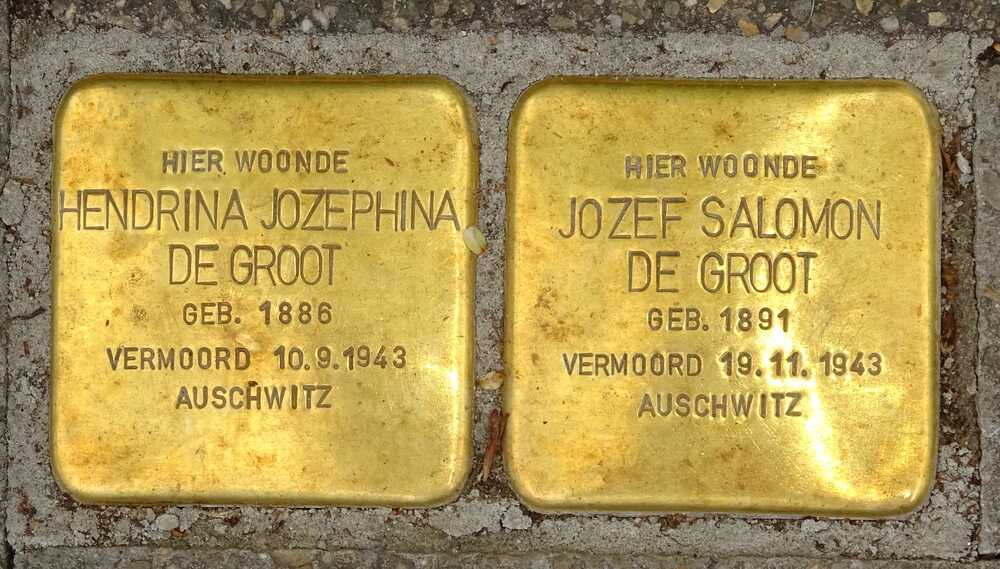 HIER WOONDE
HENDRINA JOZEPHINA
DE GROOT
GEB. 1886
VERMOORD 10.9.1943
AUSCHWITZ
HIER WOONDE
JOZEF SALOMON
DE GROOT
GEB. 1891
VERMOORD 19.11.1943
AUSCHWITZ